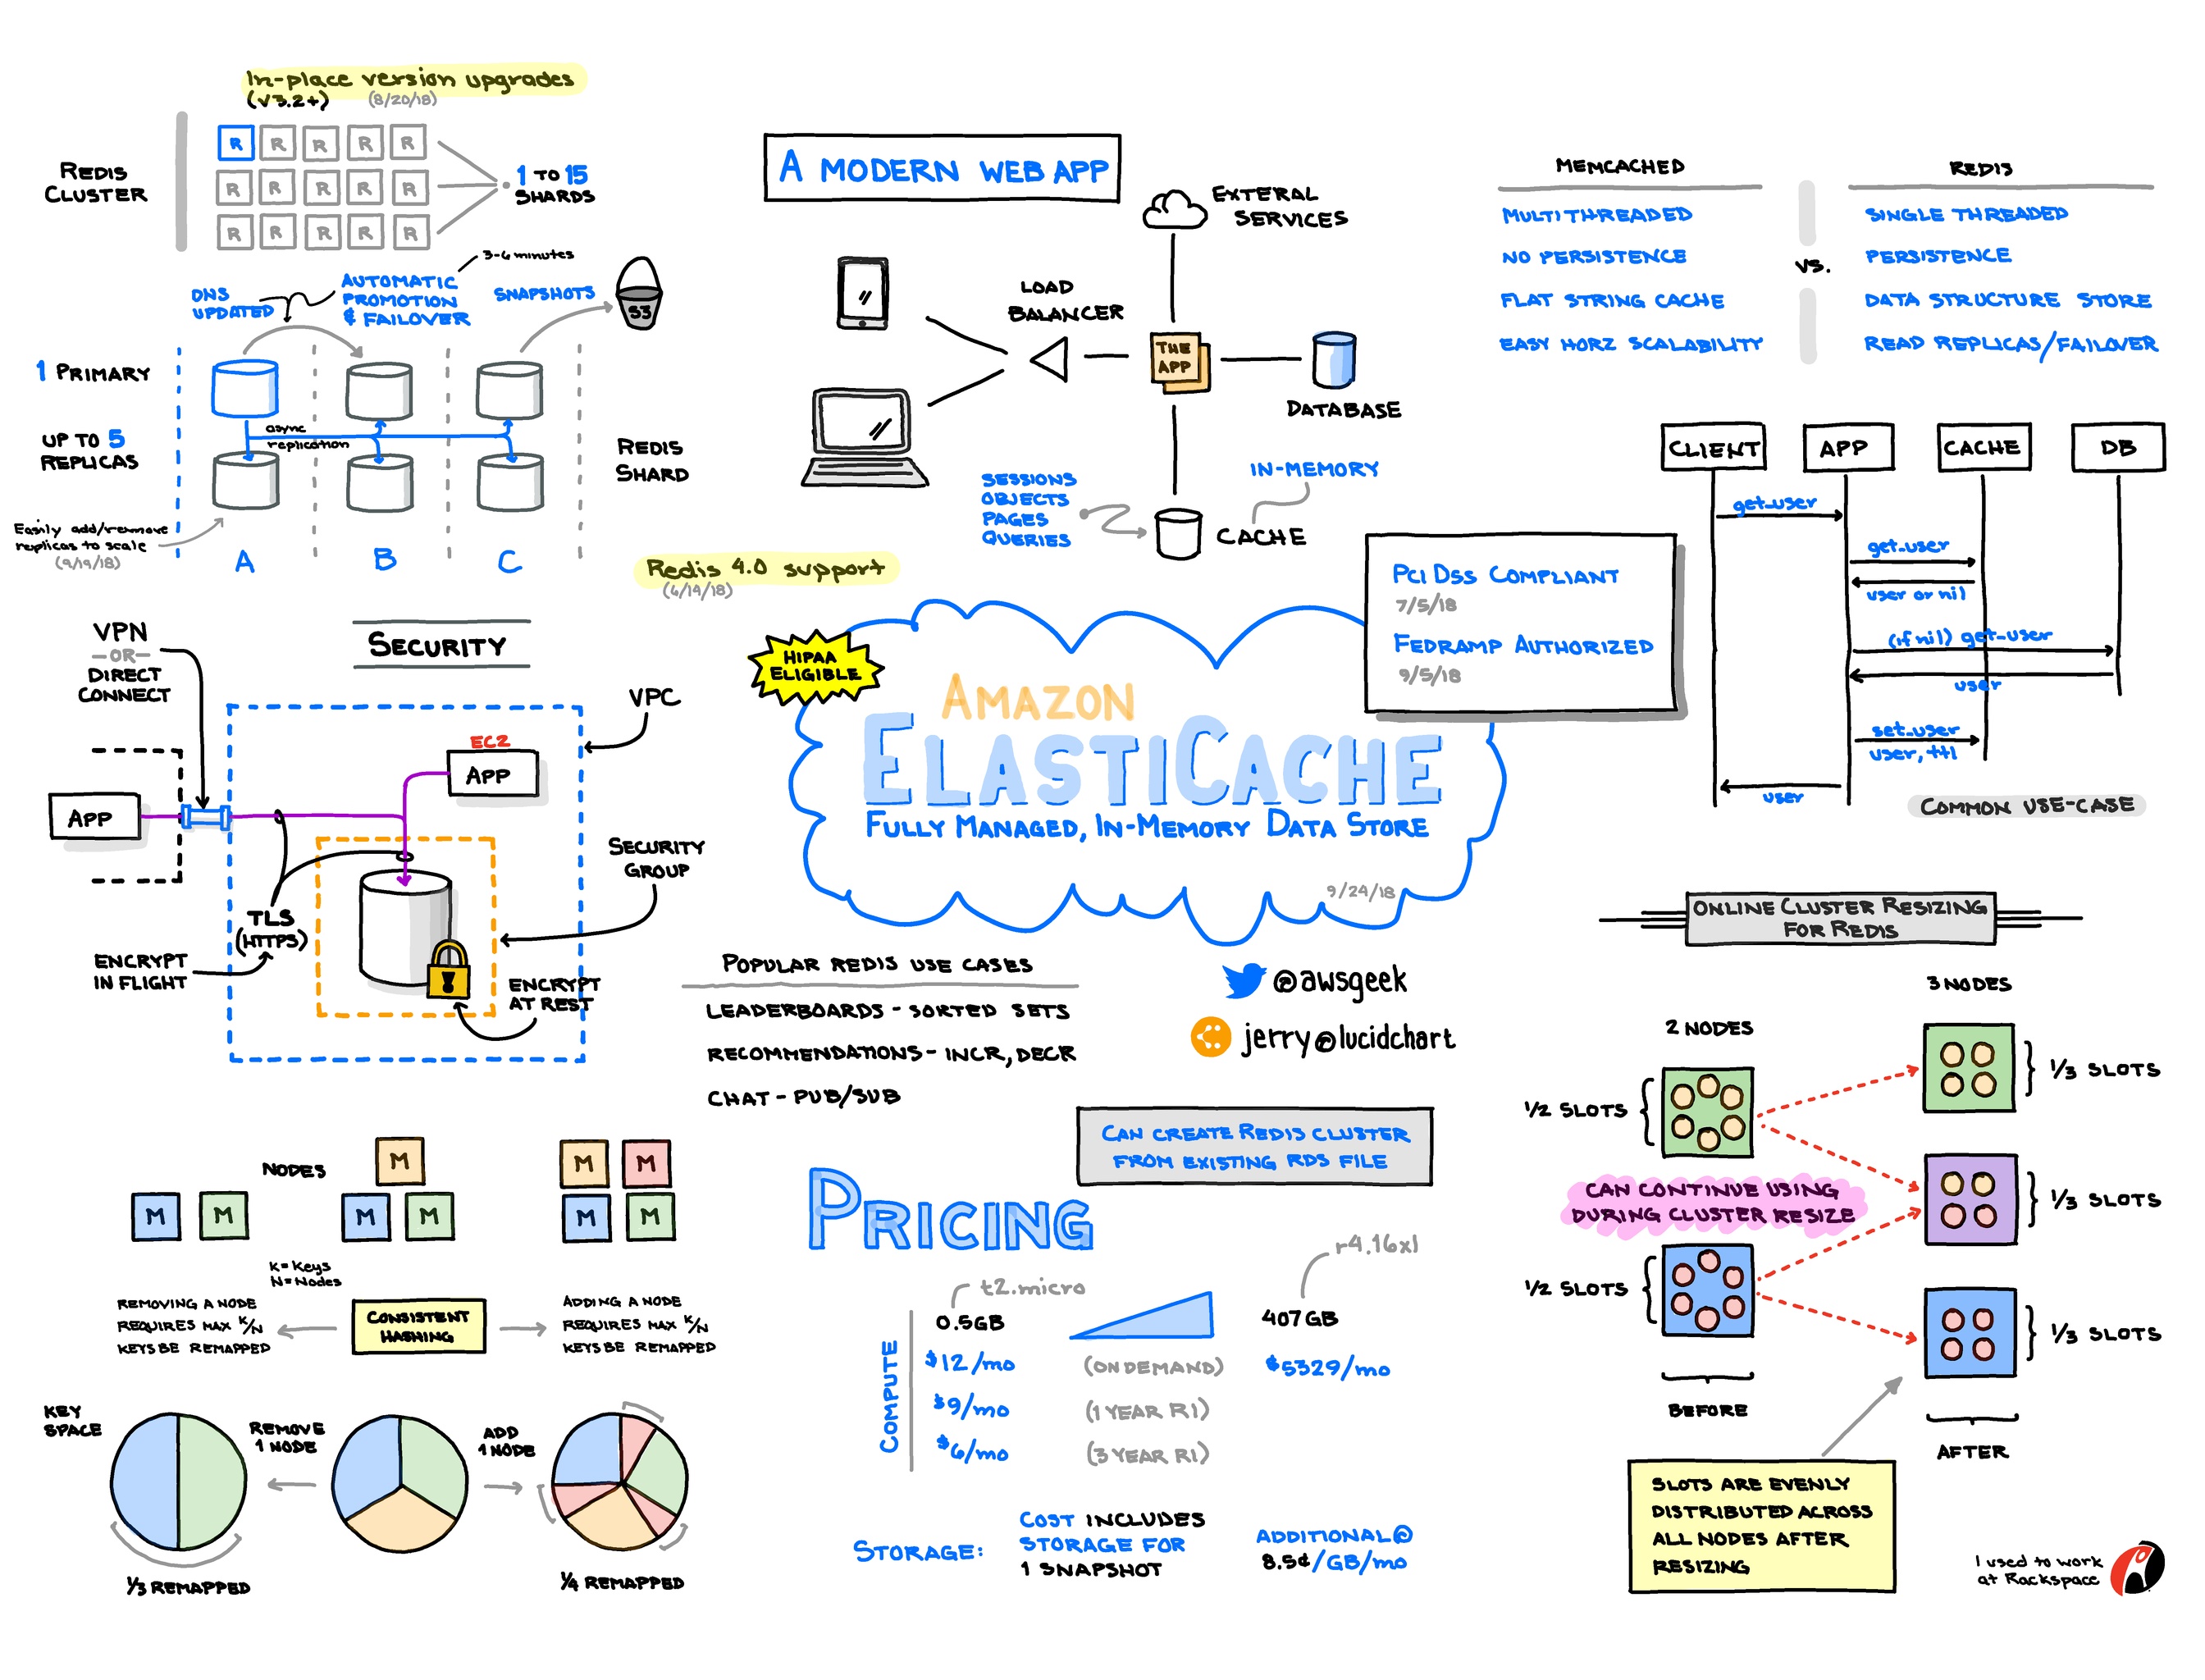 In-place version upgrades
(v3.2+) (8/20/18)
REDIS
CLUSTER
R R R R R
R R R R R
R R R R R
1 TO 15
SHARDS
3-6 minutes
DNS
UPDATED
AUTOMATIC
PROMOTION
& FAILOVER
SNAPSHOTS
S3
1 PRIMARY
UP TO 5
REPLICAS
async
replication
REDIS
SHARD
Easily add/remove
replicas to scale
(9/19/18)
A B C
A MODERN WEB APP
EXTERAL
SERVICES
LOAD
BALANCER
THE
APP
DATABASE
SESSIONS
OBJECTS
PAGES
QUERIES
IN-MEMORY
CACHE
MEMCACHED
MULTITHREADED
NO PERSISTENCE
FLAT STRING CACHE
EASY HORZ SCALABILITY
VS.
REDIS
SINGLE THREADED
PERSISTENCE
DATA STRUCTURE STORE
READ REPLICAS/FAILOVER
CLIENT APP CACHE DB
get_user
get_user
user or nil
(if nil) get_user
user
set_user
user, ttl
user
COMMON USE-CASE
Redis 4.0 support
(6/14/18)
HIPAA
ELIGIBLE
PCI DSS COMPLIANT
7/5/18
FEDRAMP AUTHORIZED
9/5/18
AMAZON
ELASTICACHE
FULLY MANAGED, IN-MEMORY DATA STORE
9/24/18
SECURITY
VPN
-OR-
DIRECT
CONNECT
VPC
EC2
APP
APP
SECURITY
GROUP
TLS
(HTTPS)
ENCRYPT
IN FLIGHT
ENCRYPT
AT REST
POPULAR REDIS USE CASES
LEADERBOARDS - SORTED SETS
RECOMMENDATIONS - INCR, DECR
CHAT - PUB/SUB
@awsgeek
jerry@lucidchart
CAN CREATE REDIS CLUSTER
FROM EXISTING RDS FILE
ONLINE CLUSTER RESIZING
FOR REDIS
2 NODES
3 NODES
1/2 SLOTS
1/2 SLOTS
1/3 SLOTS
1/3 SLOTS
1/3 SLOTS
CAN CONTINUE USING
DURING CLUSTER RESIZE
BEFORE
AFTER
SLOTS ARE EVENLY
DISTRIBUTED ACROSS
ALL NODES AFTER
RESIZING
I used to work
at Rackspace
NODES
M M
M
M M
M M
M M
K=Keys
N=Nodes
REMOVING A NODE
REQUIRES MAX K/N
KEYS BE REMAPPED
CONSISTENT
HASHING
ADDING A NODE
REQUIRES MAX K/N
KEYS BE REMAPPED
KEY
SPACE
REMOVE
1 NODE
ADD
1 NODE
1/3 REMAPPED
1/4 REMAPPED
PRICING
t2.micro
r4.16xl
COMPUTE
0.5GB 407GB
$12/mo (ON DEMAND) $5329/mo
$9/mo (1 YEAR RI)
$6/mo (3 YEAR RI)
STORAGE:
COST INCLUDES
STORAGE FOR
1 SNAPSHOT
ADDITIONAL @
8.5¢/GB/mo